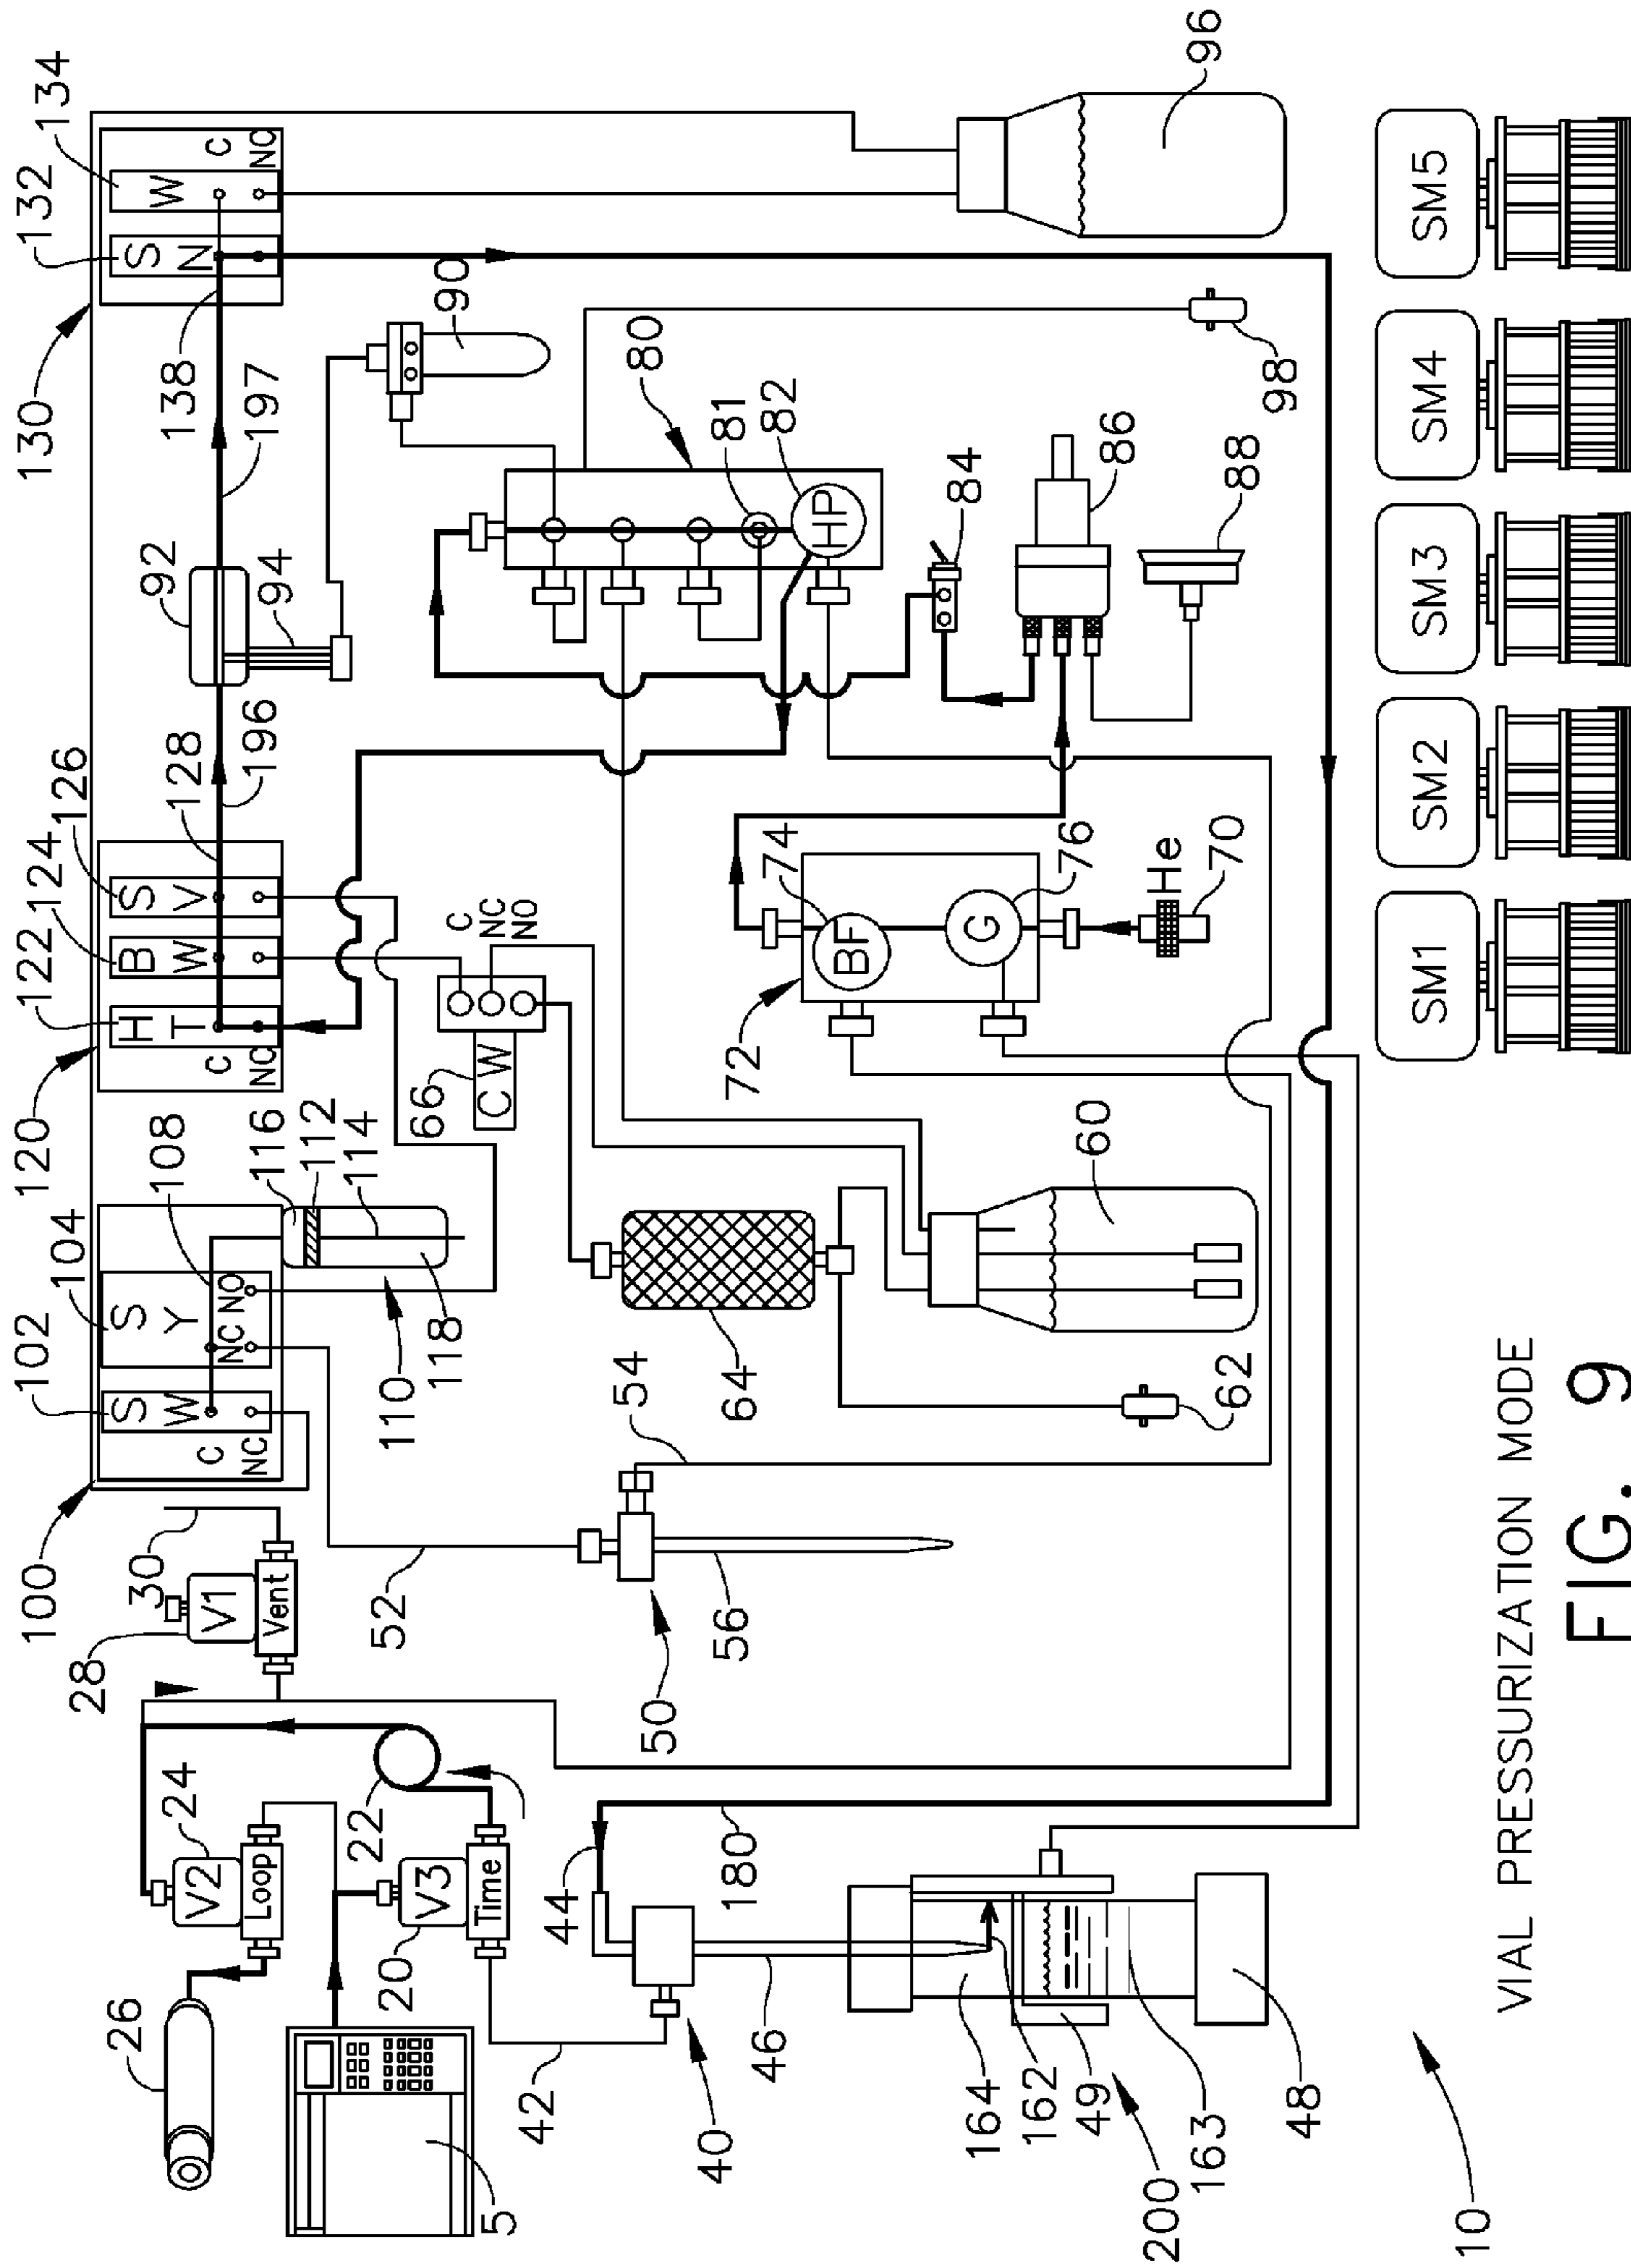 130
132
134
S
N
W
C
NO
138
197
92
94
90
96
80
81
82
HP
84
86
88
98
120
122
124
126
H
T
B
W
S
V
C
NC
128
196
66
C W
C
NC
NO
72
74
76
BF
G
He
70
100
102
104
S
W
S
Y
C
NC
NC
NO
108
116
112
114
110
118
64
60
62
54
52
56
50
28
30
V1
Vent
24
V2
Loop
22
26
V3
Time
20
5
42
44
180
40
46
164
162
49
200
163
48
10
SM1
SM2
SM3
SM4
SM5
VIAL PRESSURIZATION MODE
FIG. 9